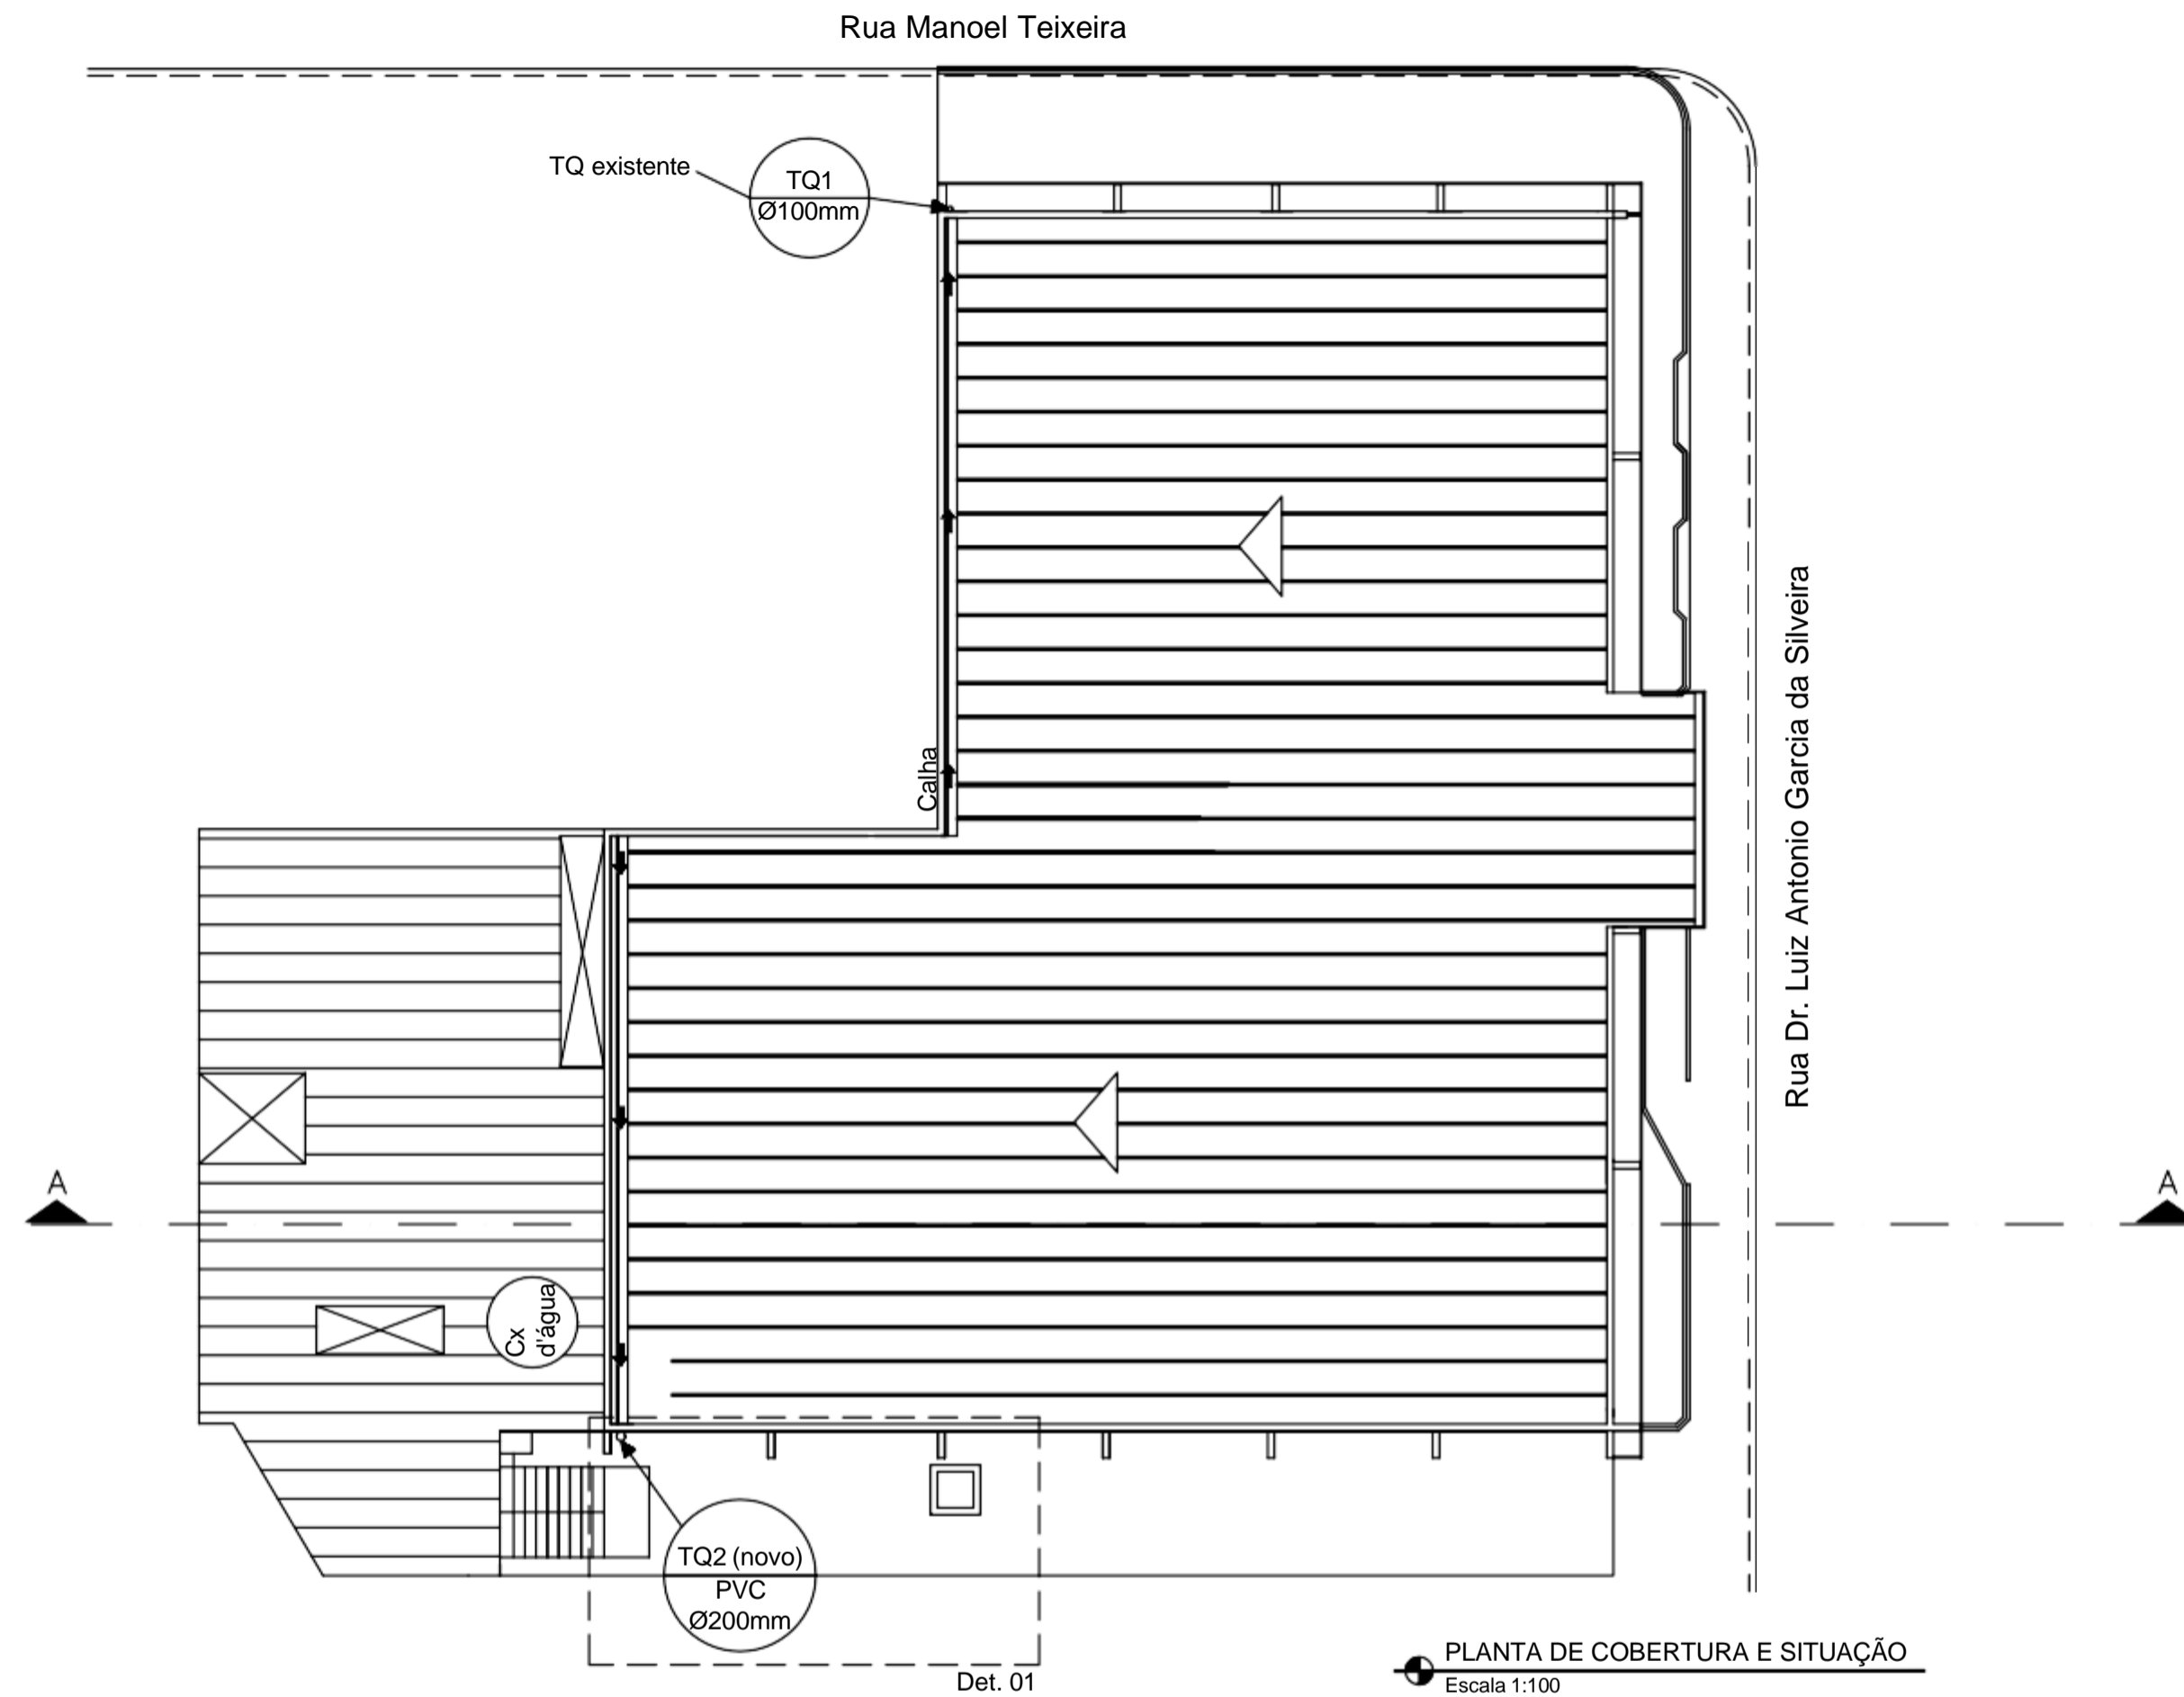 Rua Manoel Teixeira
TQ existente
TQ1
Ø100mm
Rua Dr. Luiz Antonio Garcia da Silveira
Calha
A
A
Cx
d'água
TQ2 (novo)
PVC
Ø200mm
Det. 01
PLANTA DE COBERTURA E SITUAÇÃO
Escala 1:100